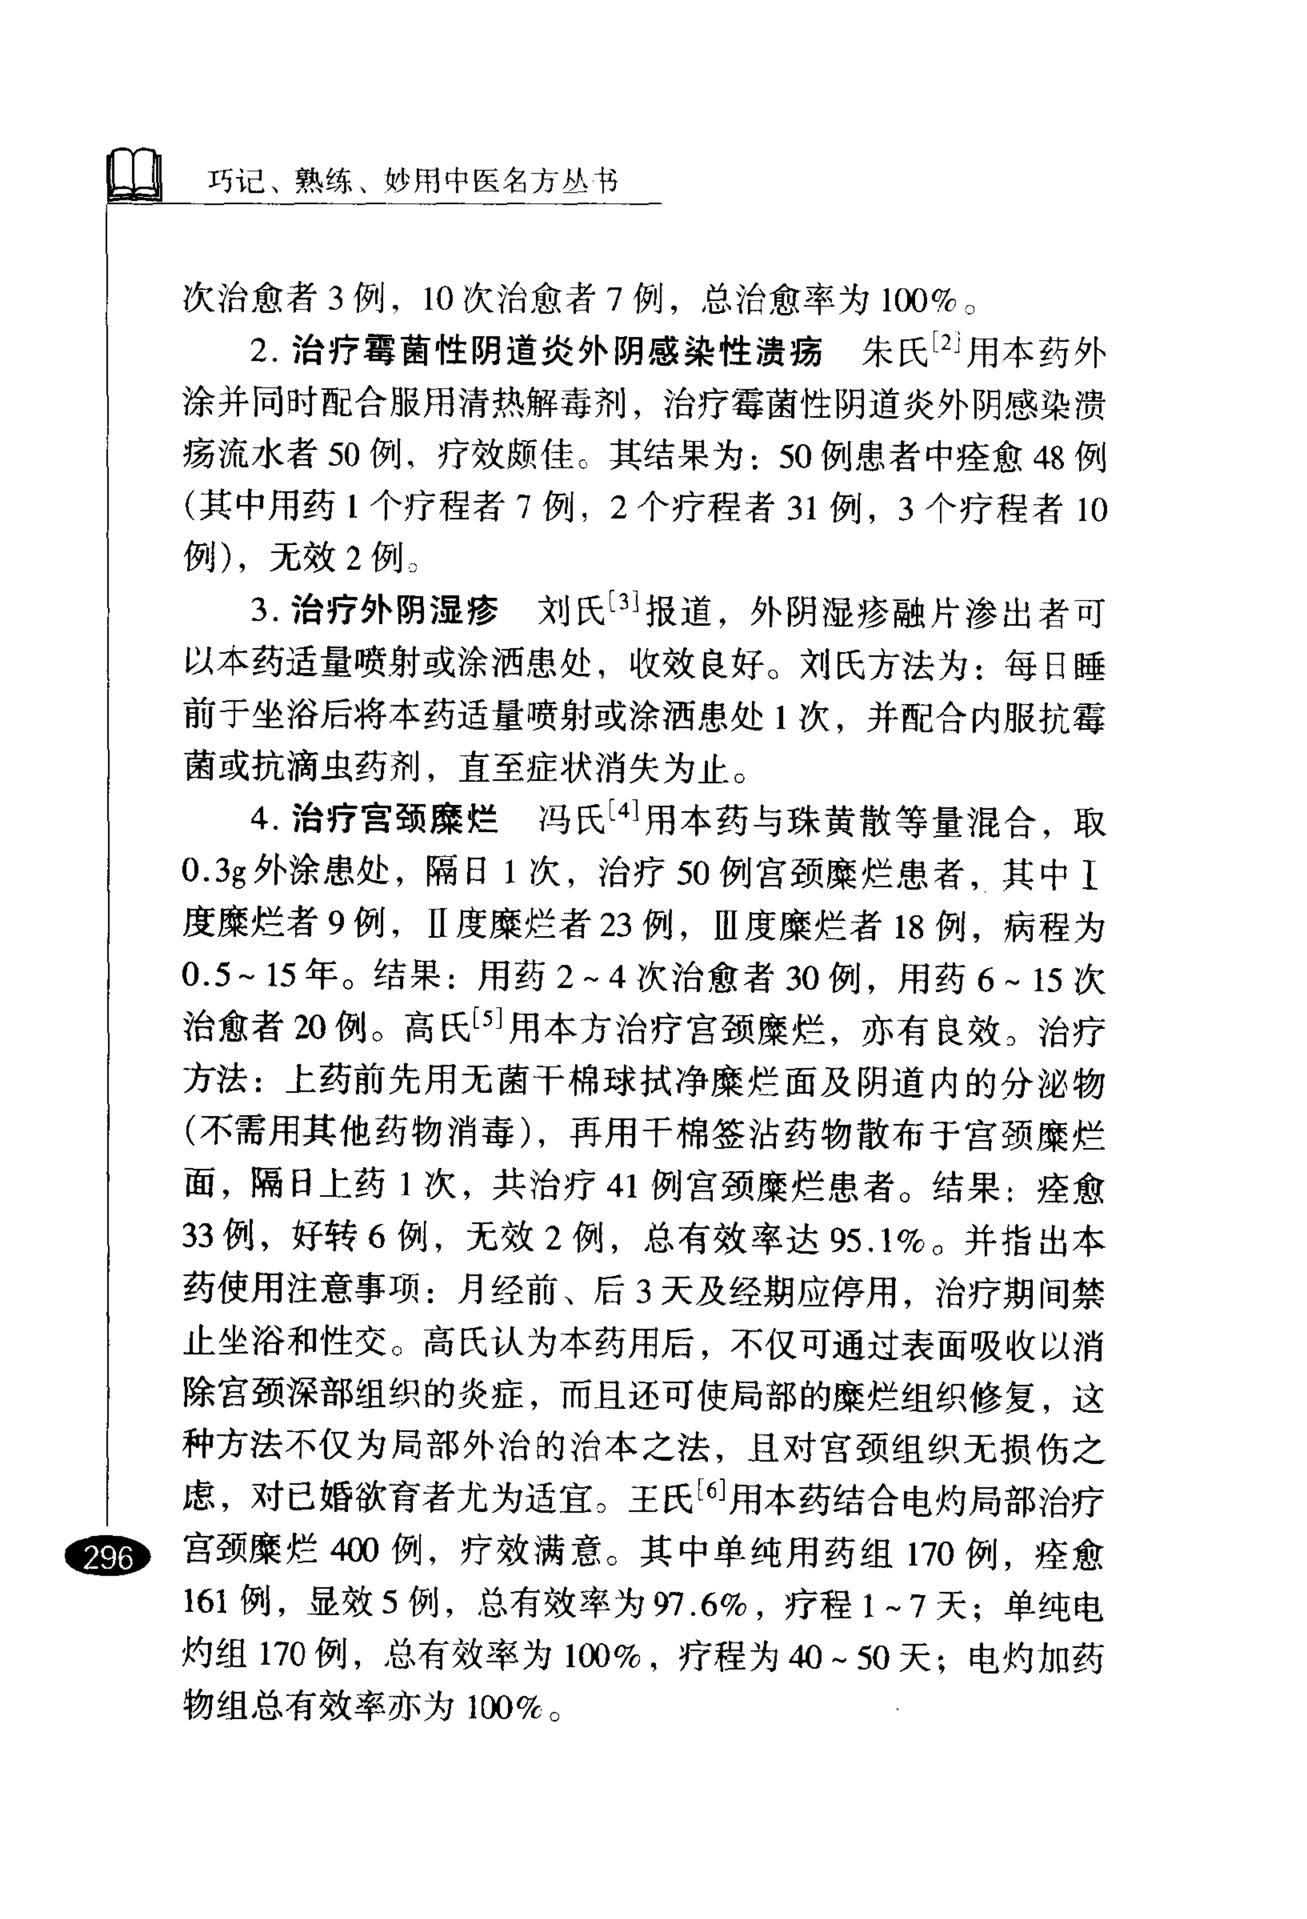 巧记、熟练、妙用中医名方丛书
次治愈者 3 例，10 次治愈者 7 例，总治愈率为 100%。
2. 治疗霉菌性阴道炎外阴感染性溃疡　朱氏[2]用本药外
涂并同时配合服用清热解毒剂，治疗霉菌性阴道炎外阴感染溃
疡流水者 50 例，疗效颇佳。其结果为：50 例患者中痊愈 48 例
(其中用药 1 个疗程者 7 例，2 个疗程者 31 例，3 个疗程者 10
例)，无效 2 例。
3. 治疗外阴湿疹　刘氏[3]报道，外阴湿疹融片渗出者可
以本药适量喷射或涂洒患处，收效良好。刘氏方法为：每日睡
前于坐浴后将本药适量喷射或涂洒患处 1 次，并配合内服抗霉
菌或抗滴虫药剂，直至症状消失为止。
4. 治疗宫颈糜烂　冯氏[4]用本药与珠黄散等量混合，取
0.3g 外涂患处，隔日 1 次，治疗 50 例宫颈糜烂患者，其中Ⅰ
度糜烂者 9 例，Ⅱ度糜烂者 23 例，Ⅲ度糜烂者 18 例，病程为
0.5~15 年。结果：用药 2~4 次治愈者 30 例，用药 6~15 次
治愈者 20 例。高氏[5]用本方治疗宫颈糜烂，亦有良效。治疗
方法：上药前先用无菌干棉球拭净糜烂面及阴道内的分泌物
(不需用其他药物消毒)，再用干棉签沾药物散布于宫颈糜烂
面，隔日上药 1 次，共治疗 41 例宫颈糜烂患者。结果：痊愈
33 例，好转 6 例，无效 2 例，总有效率达 95.1%。并指出本
药使用注意事项：月经前、后 3 天及经期应停用，治疗期间禁
止坐浴和性交。高氏认为本药用后，不仅可通过表面吸收以消
除宫颈深部组织的炎症，而且还可使局部的糜烂组织修复，这
种方法不仅为局部外治的治本之法，且对宫颈组织无损伤之
虑，对已婚欲育者尤为适宜。王氏[6]用本药结合电灼局部治疗
宫颈糜烂 400 例，疗效满意。其中单纯用药组 170 例，痊愈
161 例，显效 5 例，总有效率为 97.6%，疗程 1~7 天；单纯电
灼组 170 例，总有效率为 100%，疗程为 40~50 天；电灼加药
物组总有效率亦为 100%。
296